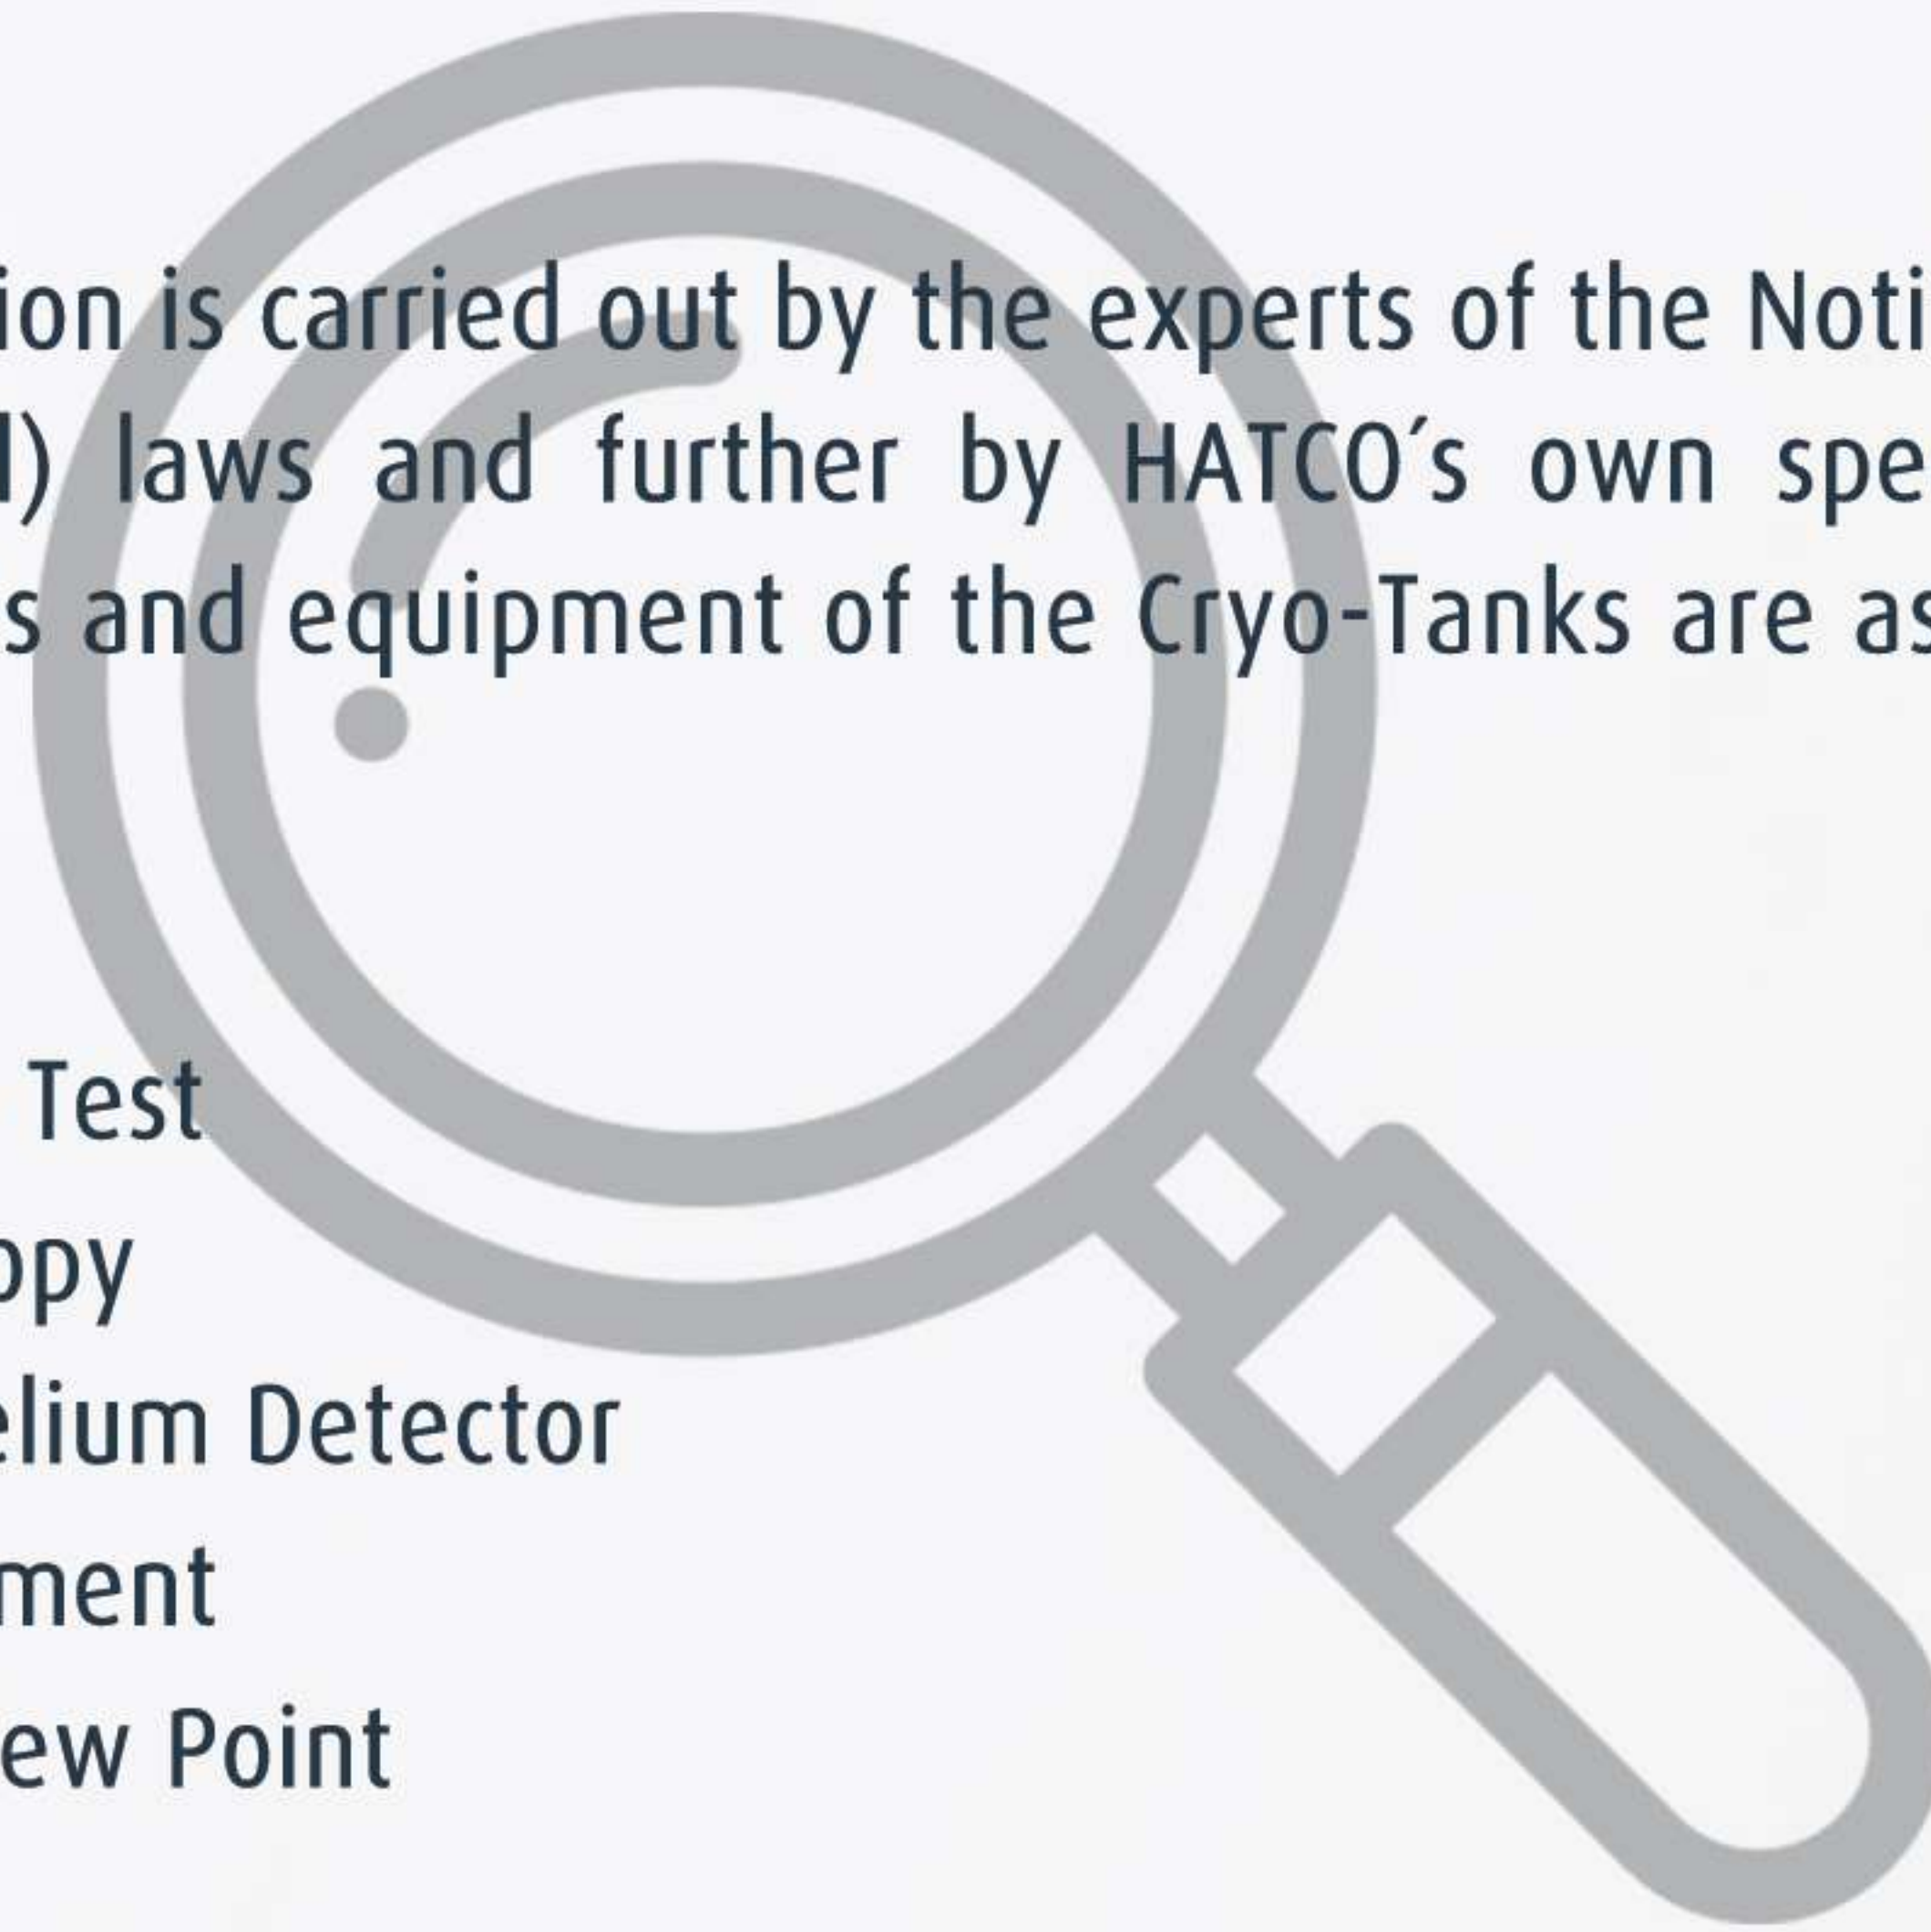 ion is carried out by the experts of the Noti
l) laws and further by HATCO´s own spe
s and equipment of the Cryo-Tanks are as
Test
opy
elium Detector
ment
ew Point